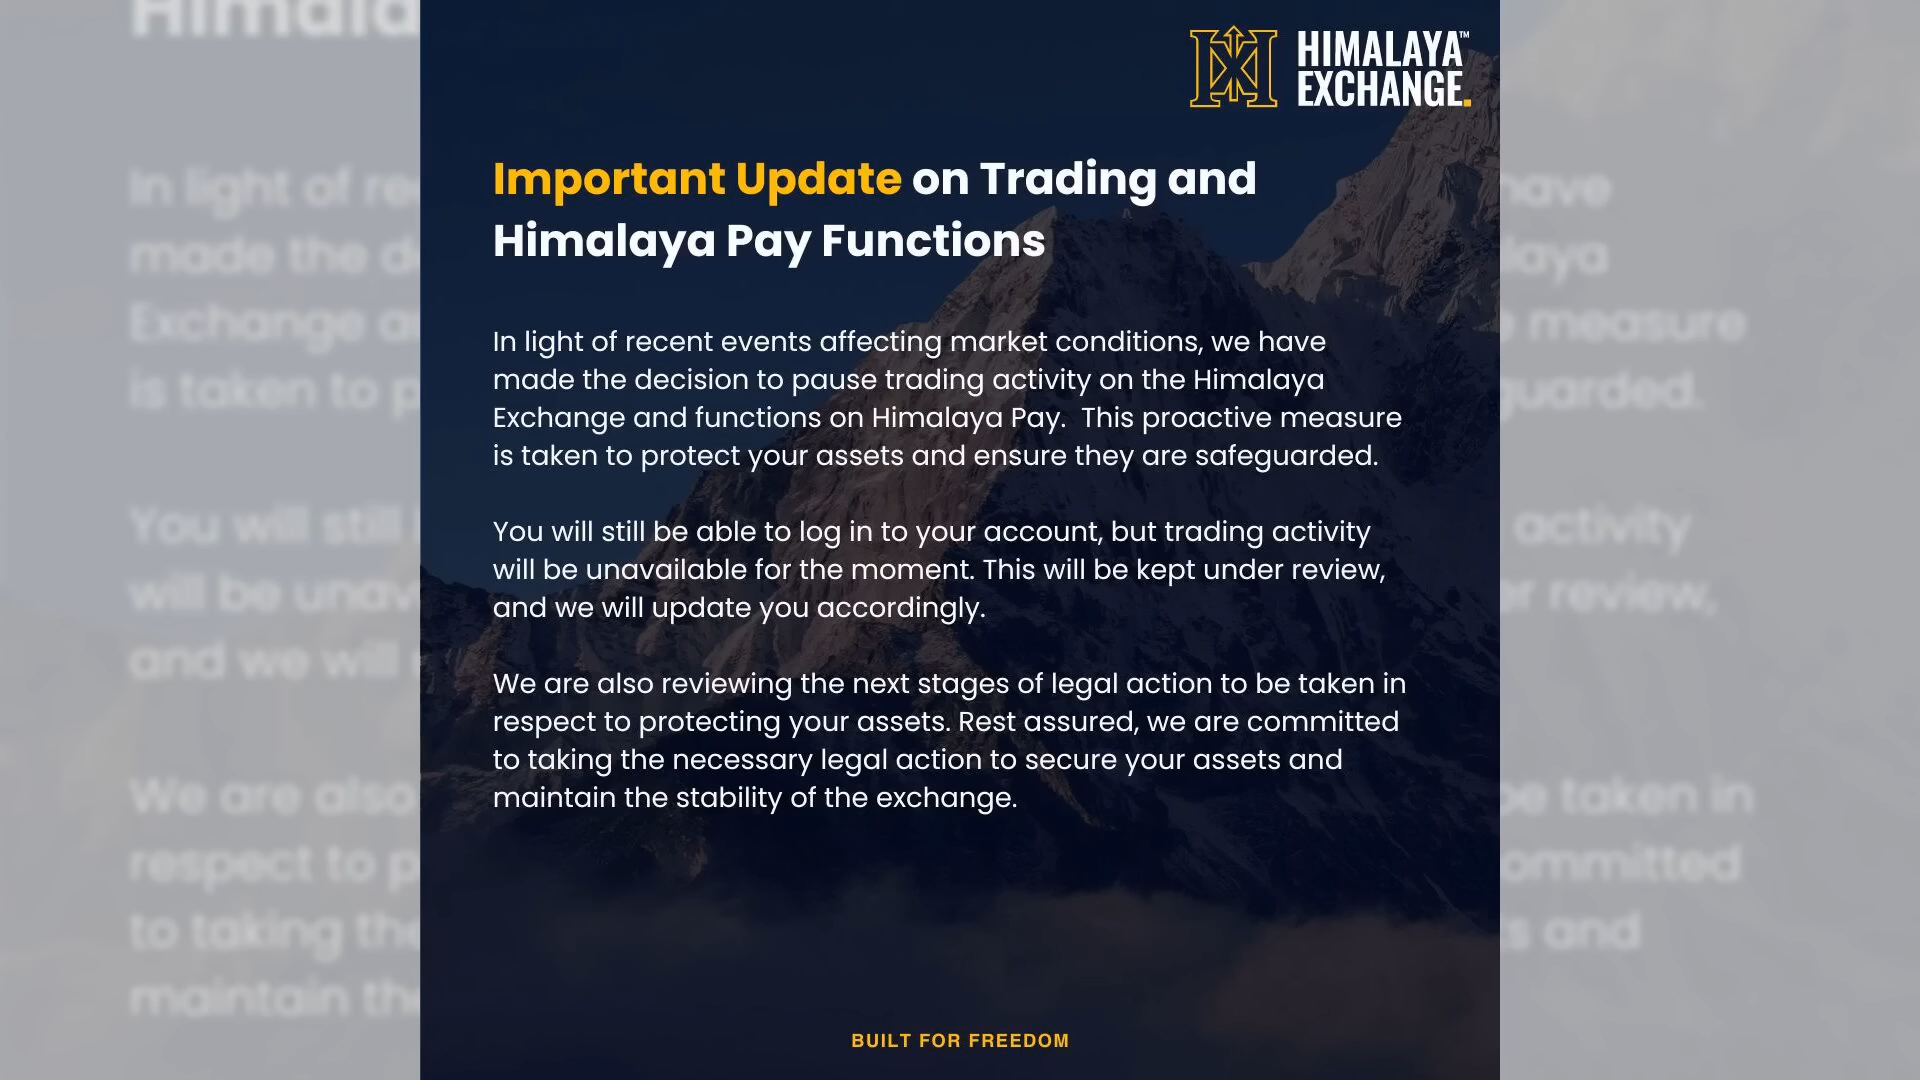 HIMALAYA™
EXCHANGE.
Important Update on Trading and
Himalaya Pay Functions
In light of recent events affecting market conditions, we have
made the decision to pause trading activity on the Himalaya
Exchange and functions on Himalaya Pay.  This proactive measure
is taken to protect your assets and ensure they are safeguarded.
You will still be able to log in to your account, but trading activity
will be unavailable for the moment. This will be kept under review,
and we will update you accordingly.
We are also reviewing the next stages of legal action to be taken in
respect to protecting your assets. Rest assured, we are committed
to taking the necessary legal action to secure your assets and
maintain the stability of the exchange.
BUILT FOR FREEDOM